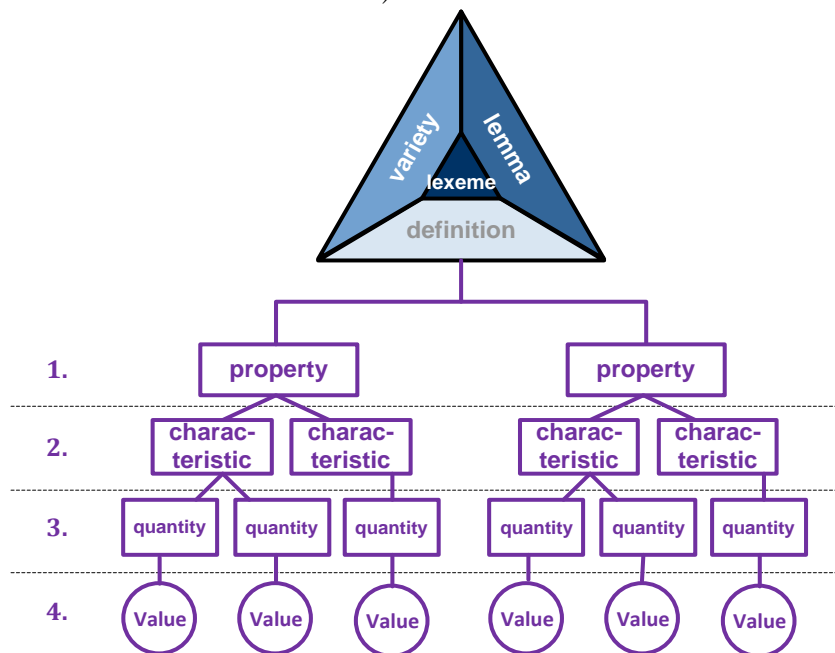 variety
lemma
lexeme
definition
1.
property
property
2.
charac-
teristic
charac-
teristic
charac-
teristic
charac-
teristic
3.
quantity
quantity
quantity
quantity
quantity
quantity
4.
Value
Value
Value
Value
Value
Value